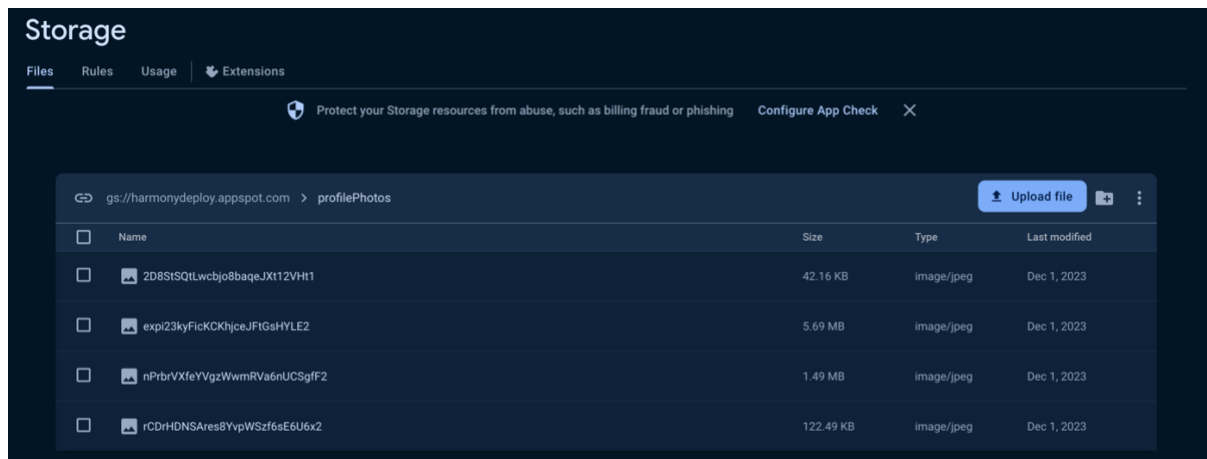 Storage
Files Rules Usage Extensions
Protect your Storage resources from abuse, such as billing fraud or phishing Configure App Check
gs://harmonydeploy.appspot.com > profilePhotos Upload file
Name Size Type Last modified
2D8StSQtLwcbjo8baqeJXt12VHt1 42.16 KB image/jpeg Dec 1, 2023
expi23kyFicKCKhjceJFtGsHYLE2 5.69 MB image/jpeg Dec 1, 2023
nPrbrVXfeYVgzWwmRVa6nUCSgfF2 1.49 MB image/jpeg Dec 1, 2023
rCDrHDNSAres8YvpWSzf6sE6U6x2 122.49 KB image/jpeg Dec 1, 2023